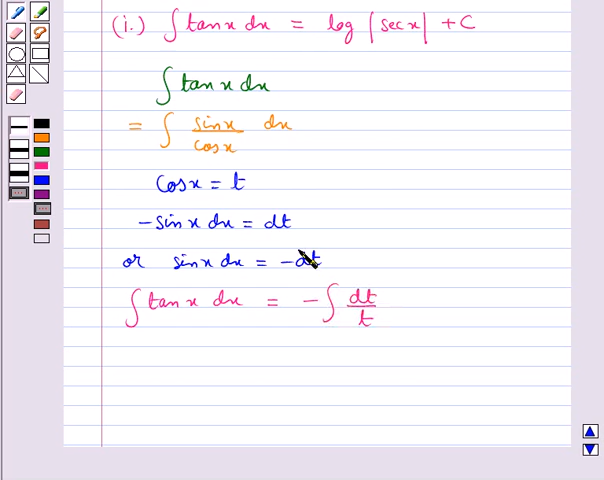 (i.) ∫ tan x dx = log |sec x| + C
∫ tan x dx
= ∫ sin x / cos x dx
cos x = t
- sin x dx = dt
or sin x dx = - dt
∫ tan x dx = - ∫ dt / t